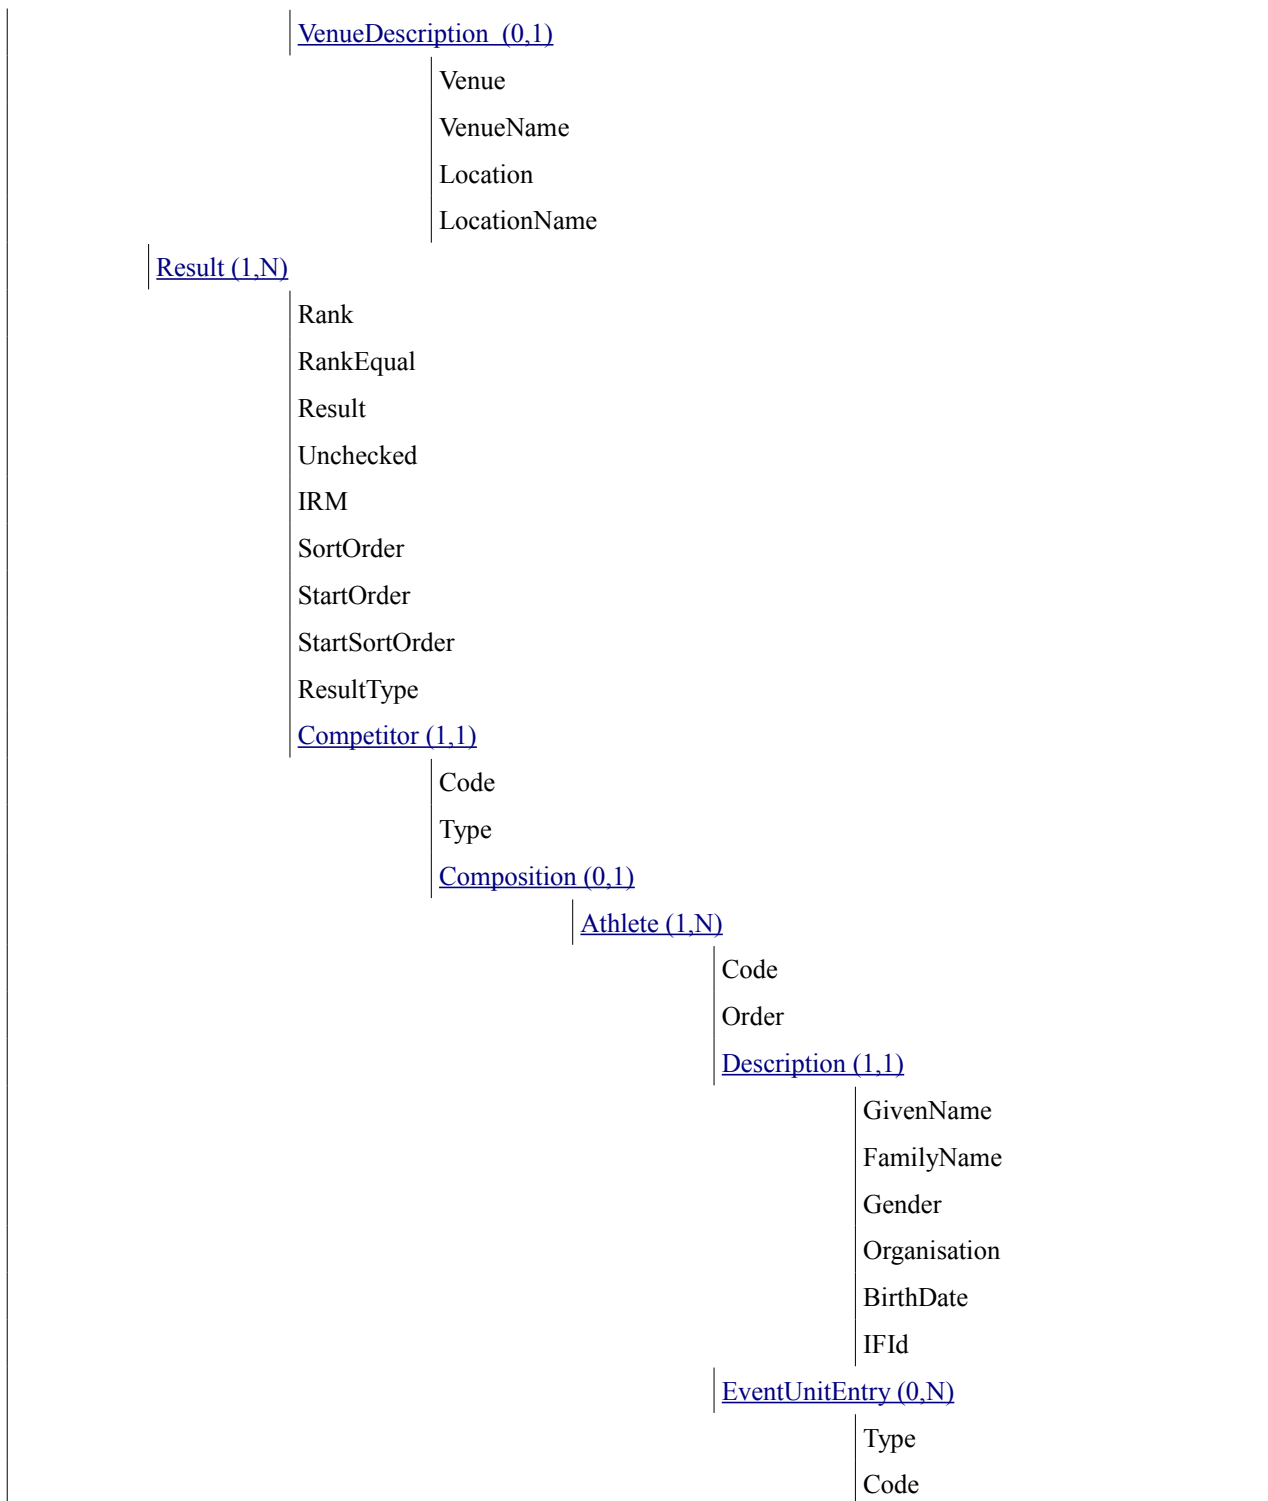 VenueDescription (0,1)
Venue
VenueName
Location
LocationName
Result (1,N)
Rank
RankEqual
Result
Unchecked
IRM
SortOrder
StartOrder
StartSortOrder
ResultType
Competitor (1,1)
Code
Type
Composition (0,1)
Athlete (1,N)
Code
Order
Description (1,1)
GivenName
FamilyName
Gender
Organisation
BirthDate
IFId
EventUnitEntry (0,N)
Type
Code